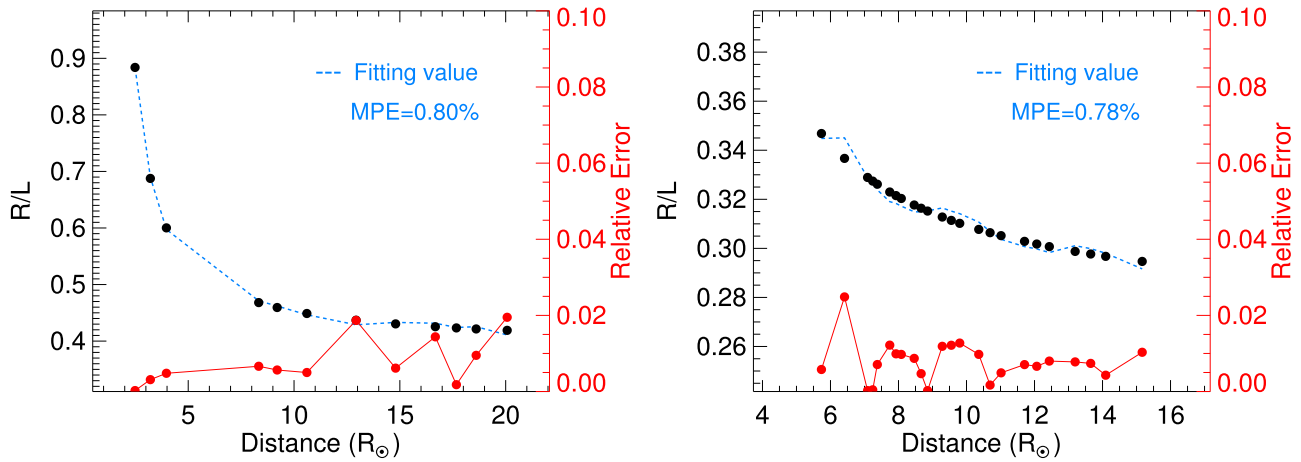 R/L
0.9
0.8
0.7
0.6
0.5
0.4
Fitting value
MPE=0.80%
0.10
0.08
0.06
0.04
0.02
0.00
Relative Error
5 10 15 20
Distance (R☉)
R/L
0.38
0.36
0.34
0.32
0.30
0.28
0.26
Fitting value
MPE=0.78%
0.10
0.08
0.06
0.04
0.02
0.00
Relative Error
4 6 8 10 12 14 16
Distance (R☉)